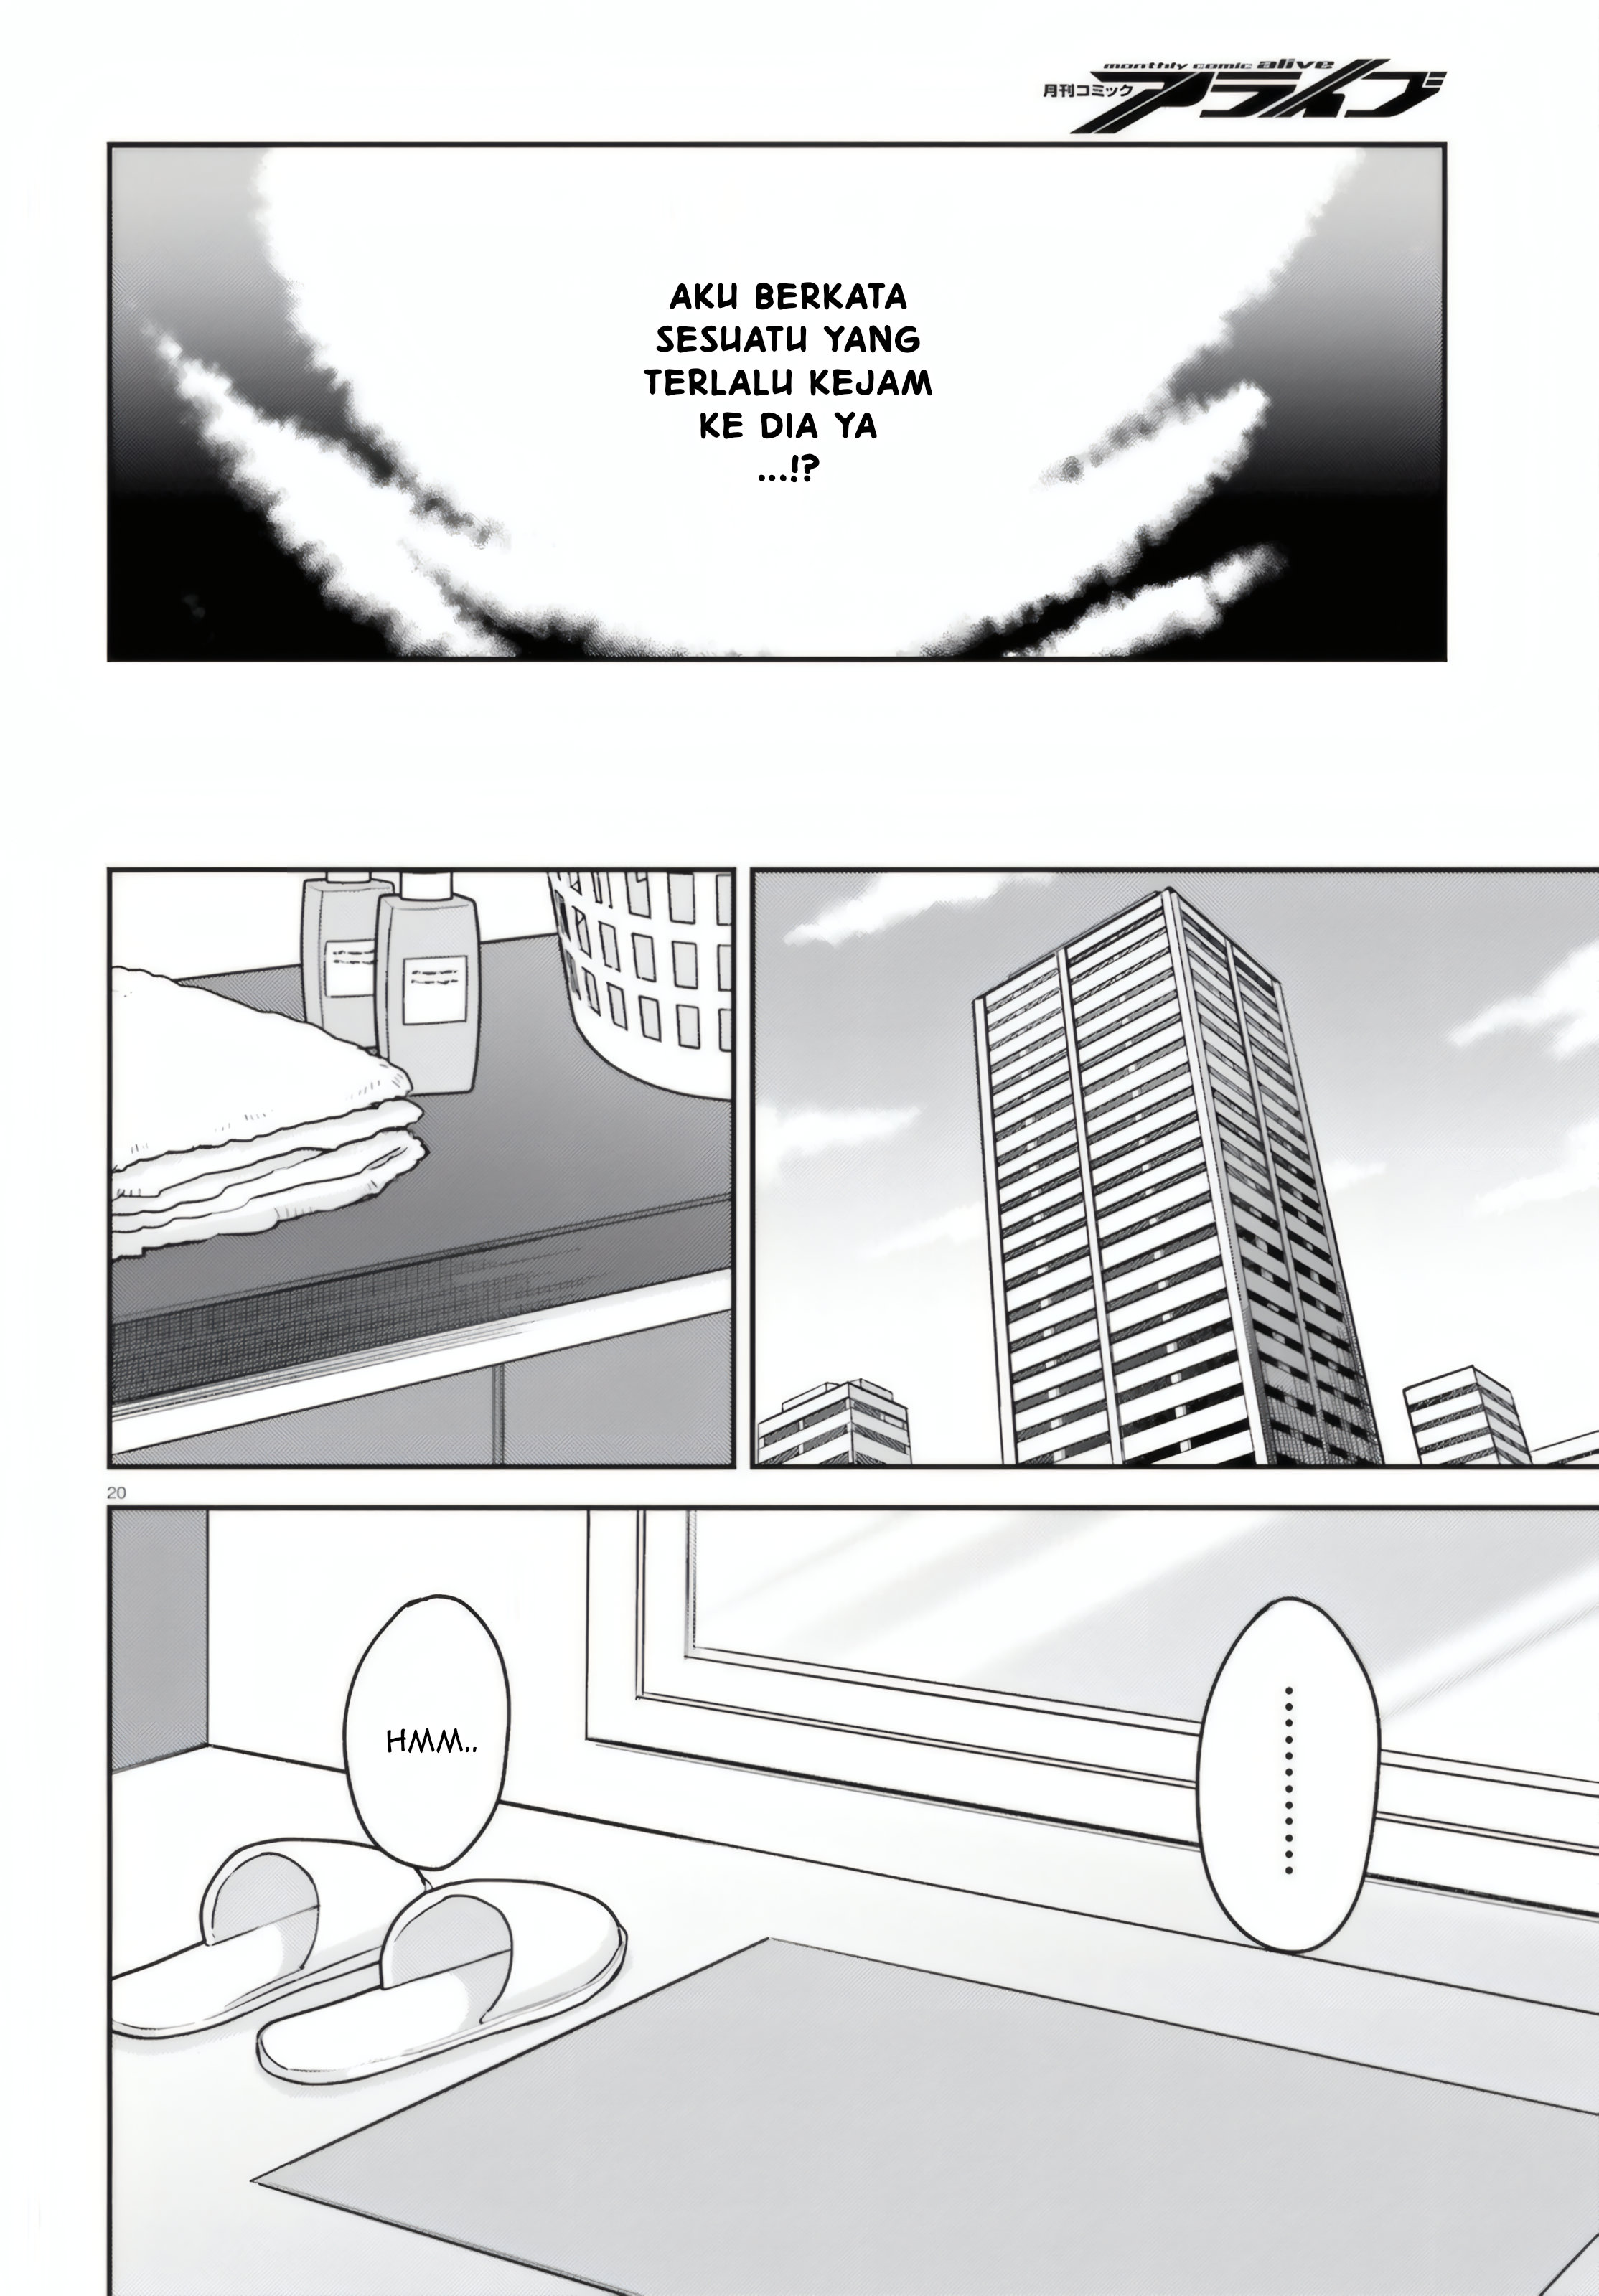 monthly comic alive
月刊コミック アライブ
AKU BERKATA
SESUATU YANG
TERLALU KEJAM
KE DIA YA
...!?
20
.............
HMM..